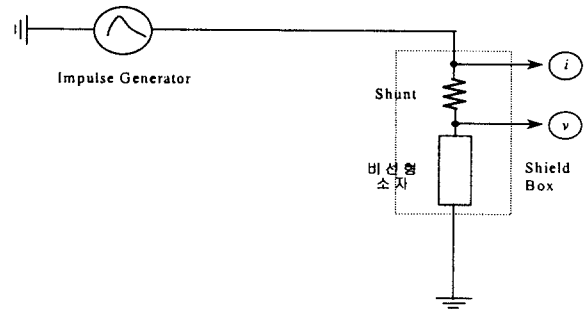 Impulse Generator
i
Shunt
v
비선형
소자
Shield
Box